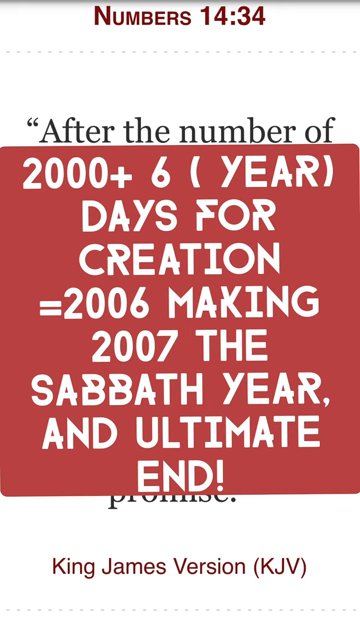 NUMBERS 14:34
“After the number of
2000+ 6 ( YEAR)
DAYS FOR
CREATION
=2006 MAKING
2007 THE
SABBATH YEAR,
AND ULTIMATE
END!
promise.
King James Version (KJV)